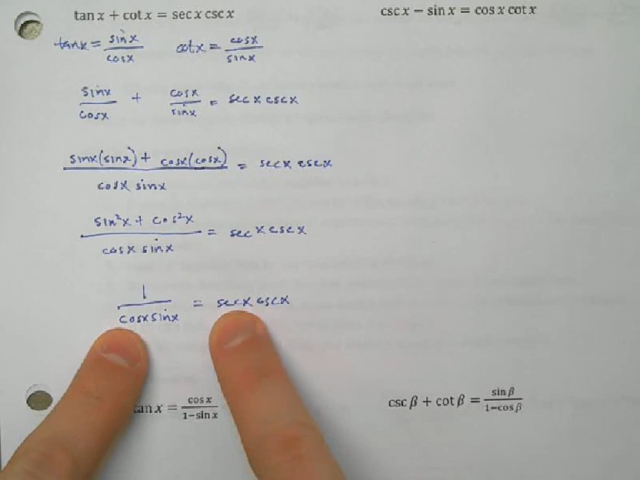 tan x + cot x = sec x csc x
csc x − sin x = cos x cot x
tanx = sinx/cosx cotx = cosx/sinx
sinx/cosx + cosx/sinx = secx cscx
sinx(sinx) + cosx(cosx)/cosx sinx = secx cscx
sin²x + cos²x/cosx sinx = secx cscx
1/cosxsinx = secx cscx
tan x = cos x/1−sin x
csc β + cot β = sin β/1−cos β